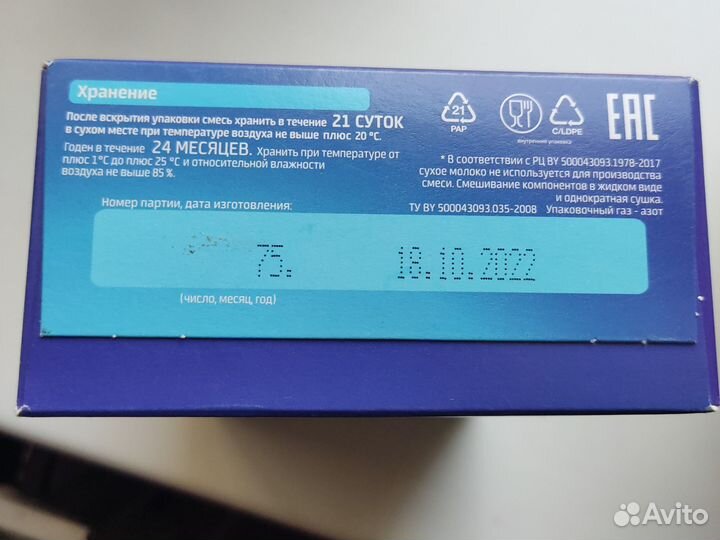 Хранение
После вскрытия упаковки смесь хранить в течение 21 СУТОК
в сухом месте при температуре воздуха не выше плюс 20 °С.
Годен в течение 24 МЕСЯЦЕВ. Хранить при температуре от
плюс 1°С до плюс 25 °С и относительной влажности
воздуха не выше 85 %.
21
PAP
внутренняя упаковка
C/LDPE
EAC
* В соответствии с РЦ BY 500043093.1978-2017
сухое молоко не используется для производства
смеси. Смешивание компонентов в жидком виде
и однократная сушка.
ТУ BY 500043093.035-2008 Упаковочный газ - азот
Номер партии, дата изготовления:
75. 18.10.2022
(число, месяц, год)
Avito